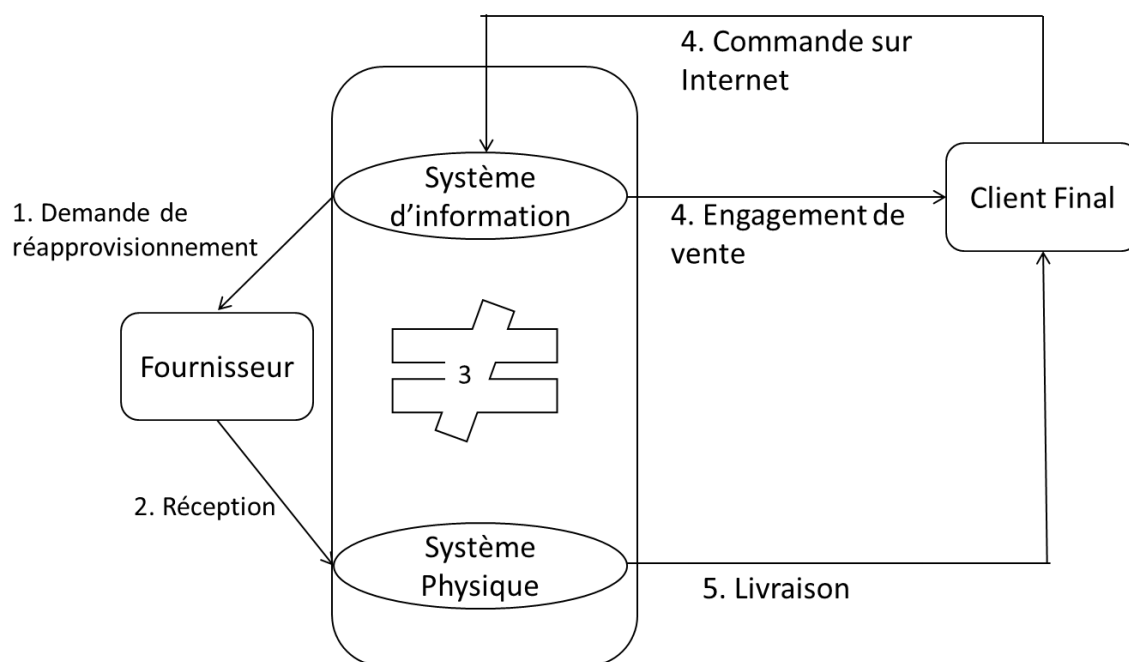 4. Commande sur
Internet
Système
d'information
Client Final
1. Demande de
réapprovisionnement
4. Engagement de
vente
Fournisseur
3
2. Réception
Système
Physique
5. Livraison